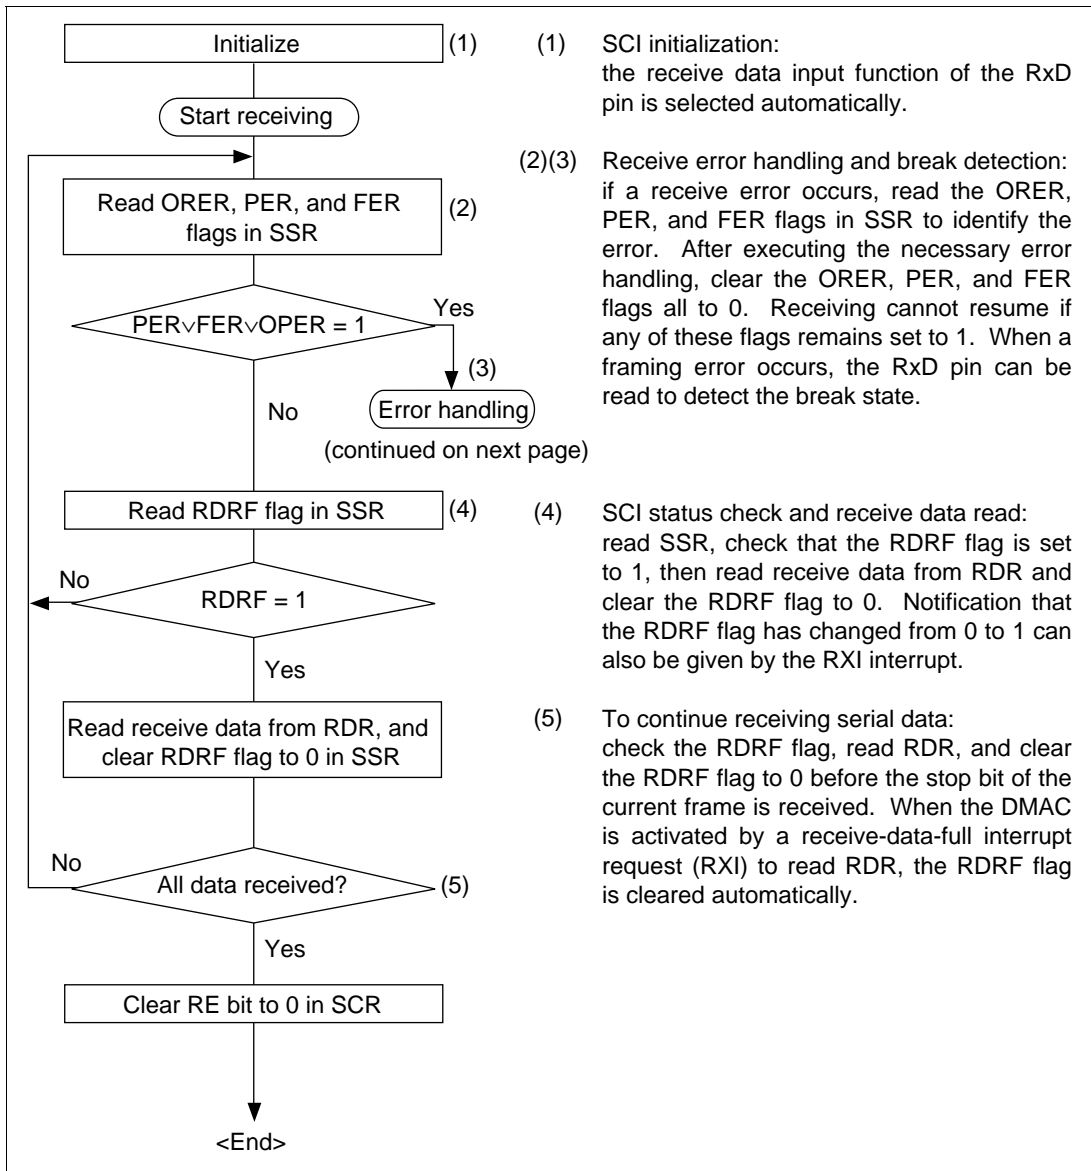 Initialize
(1)
Start receiving
Read ORER, PER, and FER
flags in SSR
(2)
PER∨FER∨OPER = 1
Yes
(3)
No
Error handling
(continued on next page)
Read RDRF flag in SSR
(4)
No
RDRF = 1
Yes
Read receive data from RDR, and
clear RDRF flag to 0 in SSR
No
All data received?
(5)
Yes
Clear RE bit to 0 in SCR
<End>
(1) SCI initialization:
the receive data input function of the RxD
pin is selected automatically.
(2)(3) Receive error handling and break detection:
if a receive error occurs, read the ORER,
PER, and FER flags in SSR to identify the
error. After executing the necessary error
handling, clear the ORER, PER, and FER
flags all to 0. Receiving cannot resume if
any of these flags remains set to 1. When a
framing error occurs, the RxD pin can be
read to detect the break state.
(4) SCI status check and receive data read:
read SSR, check that the RDRF flag is set
to 1, then read receive data from RDR and
clear the RDRF flag to 0. Notification that
the RDRF flag has changed from 0 to 1 can
also be given by the RXI interrupt.
(5) To continue receiving serial data:
check the RDRF flag, read RDR, and clear
the RDRF flag to 0 before the stop bit of the
current frame is received. When the DMAC
is activated by a receive-data-full interrupt
request (RXI) to read RDR, the RDRF flag
is cleared automatically.